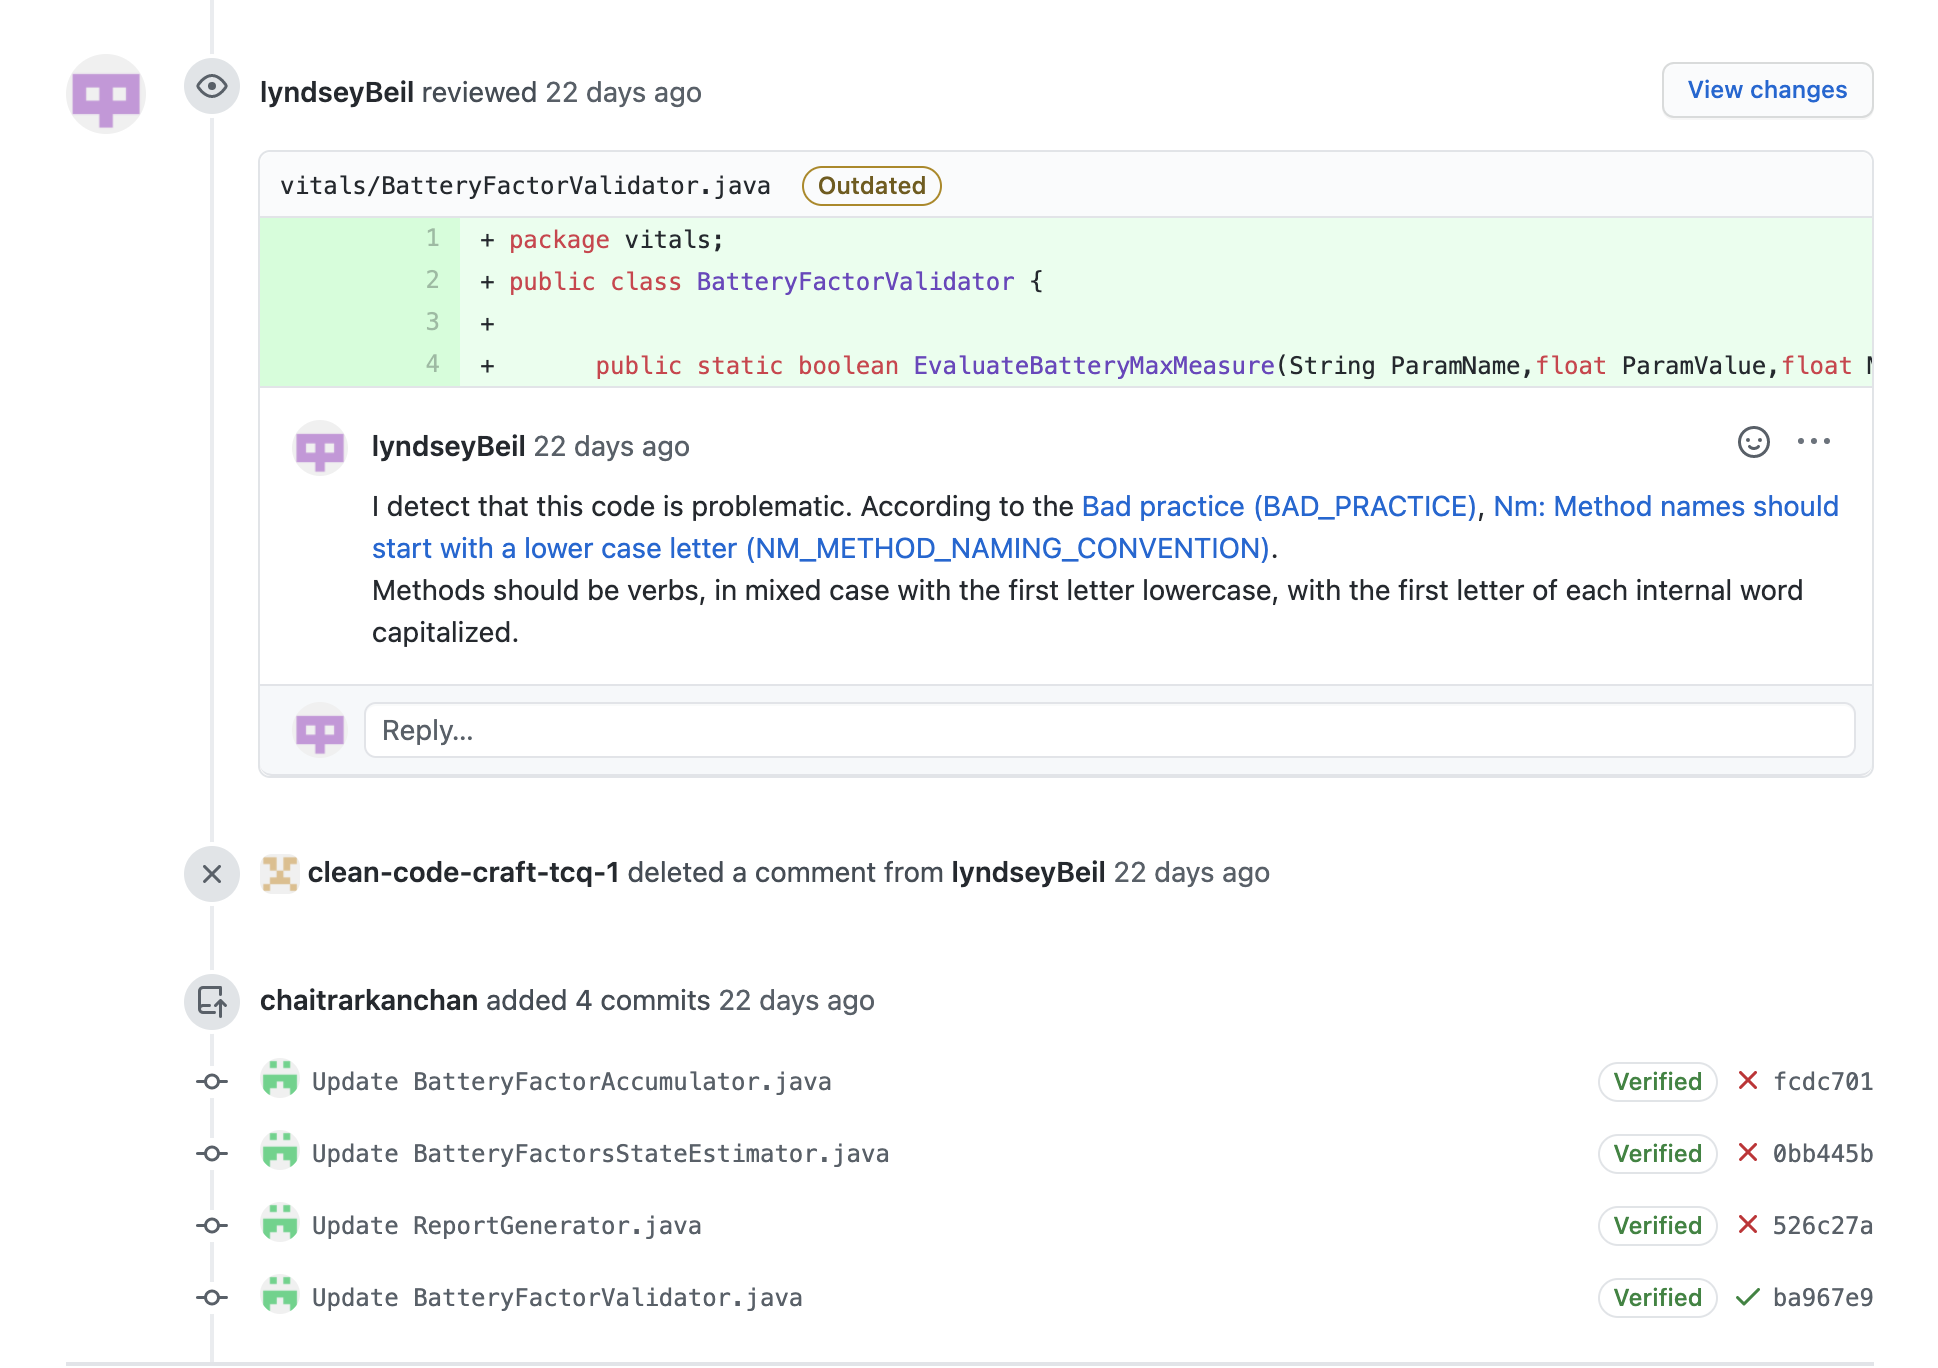 lyndseyBeil reviewed 22 days ago
View changes
vitals/BatteryFactorValidator.java Outdated
1 + package vitals;
2 + public class BatteryFactorValidator {
3 +
4 + public static boolean EvaluateBatteryMaxMeasure(String ParamName,float ParamValue,float
lyndseyBeil 22 days ago
I detect that this code is problematic. According to the Bad practice (BAD_PRACTICE), Nm: Method names should
start with a lower case letter (NM_METHOD_NAMING_CONVENTION).
Methods should be verbs, in mixed case with the first letter lowercase, with the first letter of each internal word
capitalized.
Reply...
clean-code-craft-tcq-1 deleted a comment from lyndseyBeil 22 days ago
chaitrarkanchan added 4 commits 22 days ago
Update BatteryFactorAccumulator.java Verified fcdc701
Update BatteryFactorsStateEstimator.java Verified 0bb445b
Update ReportGenerator.java Verified 526c27a
Update BatteryFactorValidator.java Verified ba967e9